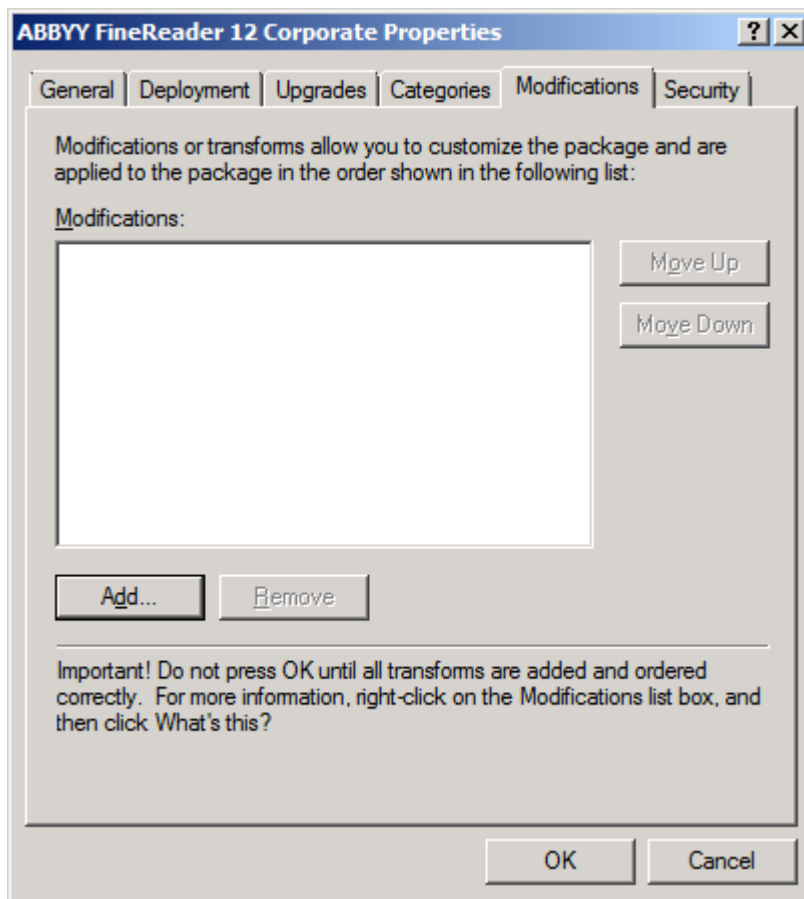 ABBYY FineReader 12 Corporate Properties
General
Deployment
Upgrades
Categories
Modifications
Security
Modifications or transforms allow you to customize the package and are
applied to the package in the order shown in the following list:
Modifications:
Move Up
Move Down
Add...
Remove
Important! Do not press OK until all transforms are added and ordered
correctly.  For more information, right-click on the Modifications list box, and
then click What's this?
OK
Cancel